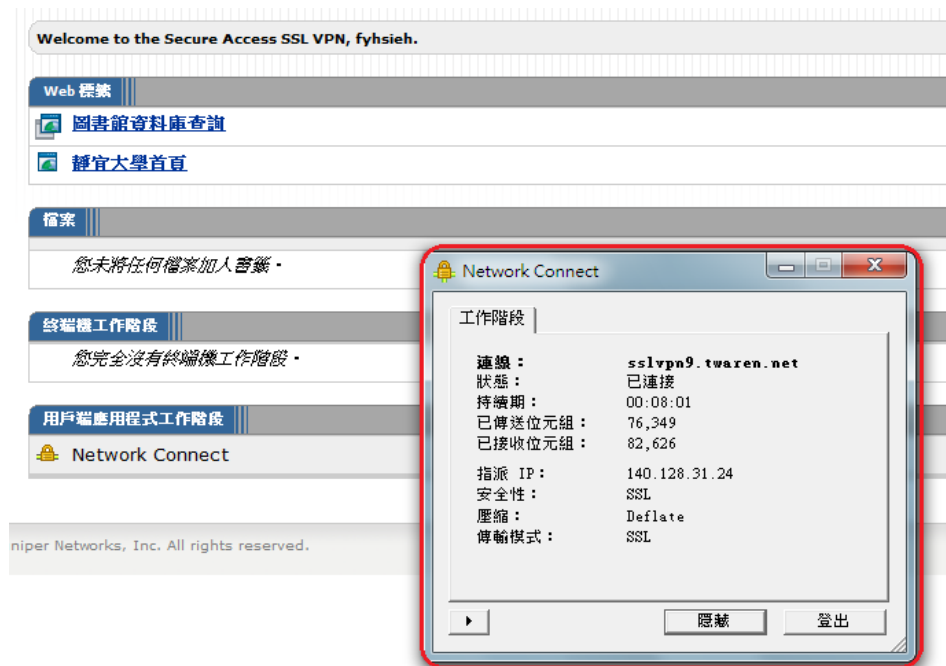 Welcome to the Secure Access SSL VPN, fyhsieh.
Web 標籤
圖書館資料庫查詢
靜宜大學首頁
檔案
您未將任何檔案加入書籤。
終端機工作階段
您完全沒有終端機工作階段。
用戶端應用程式工作階段
Network Connect
niper Networks, Inc. All rights reserved.
Network Connect
工作階段
連線： sslvpn9.twaren.net
狀態： 已連接
持續期： 00:08:01
已傳送位元組： 76,349
已接收位元組： 82,626
指派 IP： 140.128.31.24
安全性： SSL
壓縮： Deflate
傳輸模式： SSL
隱藏 登出